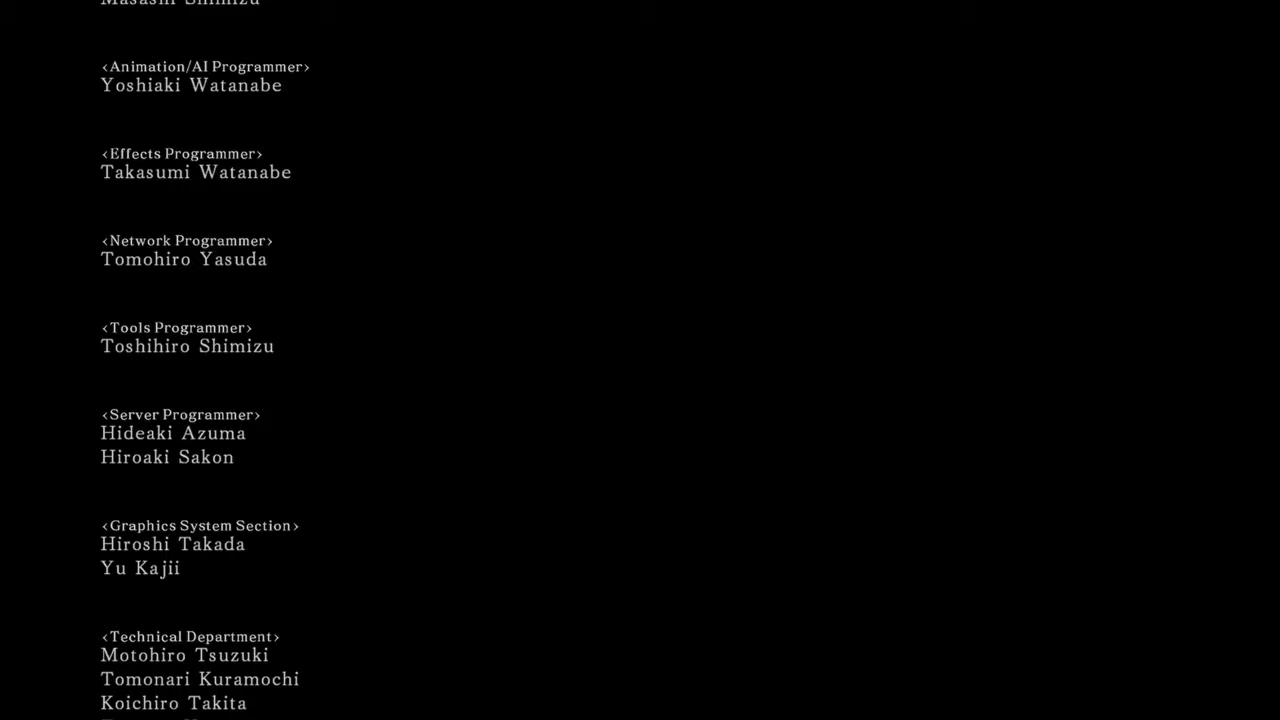 Masashi Shimizu
<Animation/AI Programmer>
Yoshiaki Watanabe
<Effects Programmer>
Takasumi Watanabe
<Network Programmer>
Tomohiro Yasuda
<Tools Programmer>
Toshihiro Shimizu
<Server Programmer>
Hideaki Azuma
Hiroaki Sakon
<Graphics System Section>
Hiroshi Takada
Yu Kajii
<Technical Department>
Motohiro Tsuzuki
Tomonari Kuramochi
Koichiro Takita